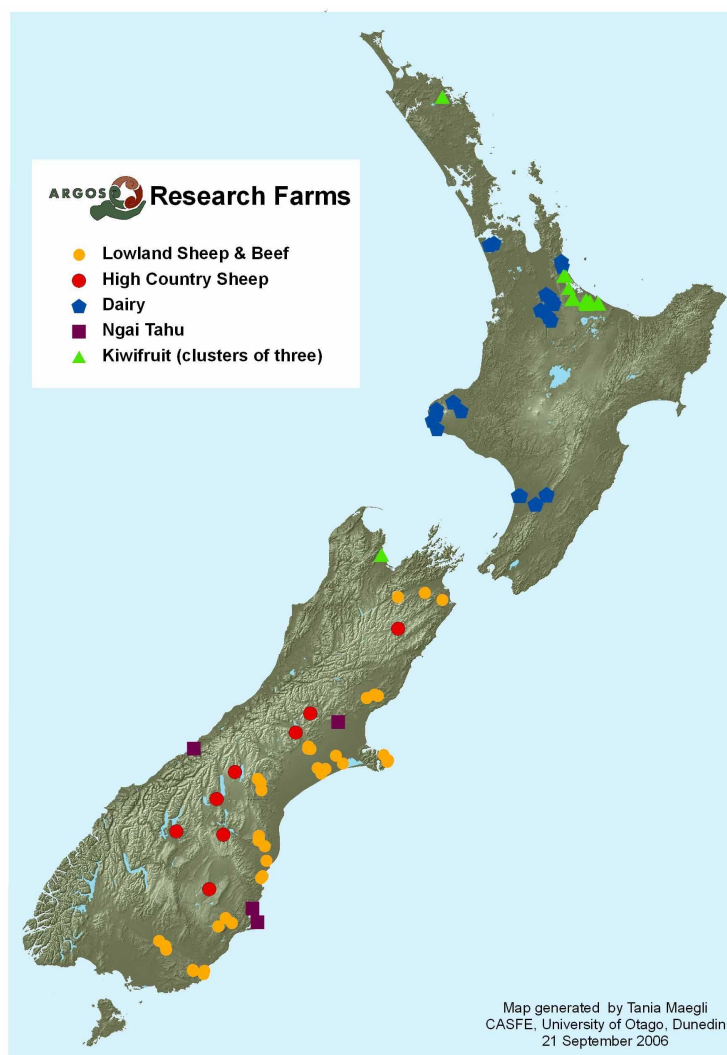 ARGOS Research Farms
Lowland Sheep & Beef
High Country Sheep
Dairy
Ngai Tahu
Kiwifruit (clusters of three)
Map generated by Tania Maegli
CASFE, University of Otago, Dunedin
21 September 2006